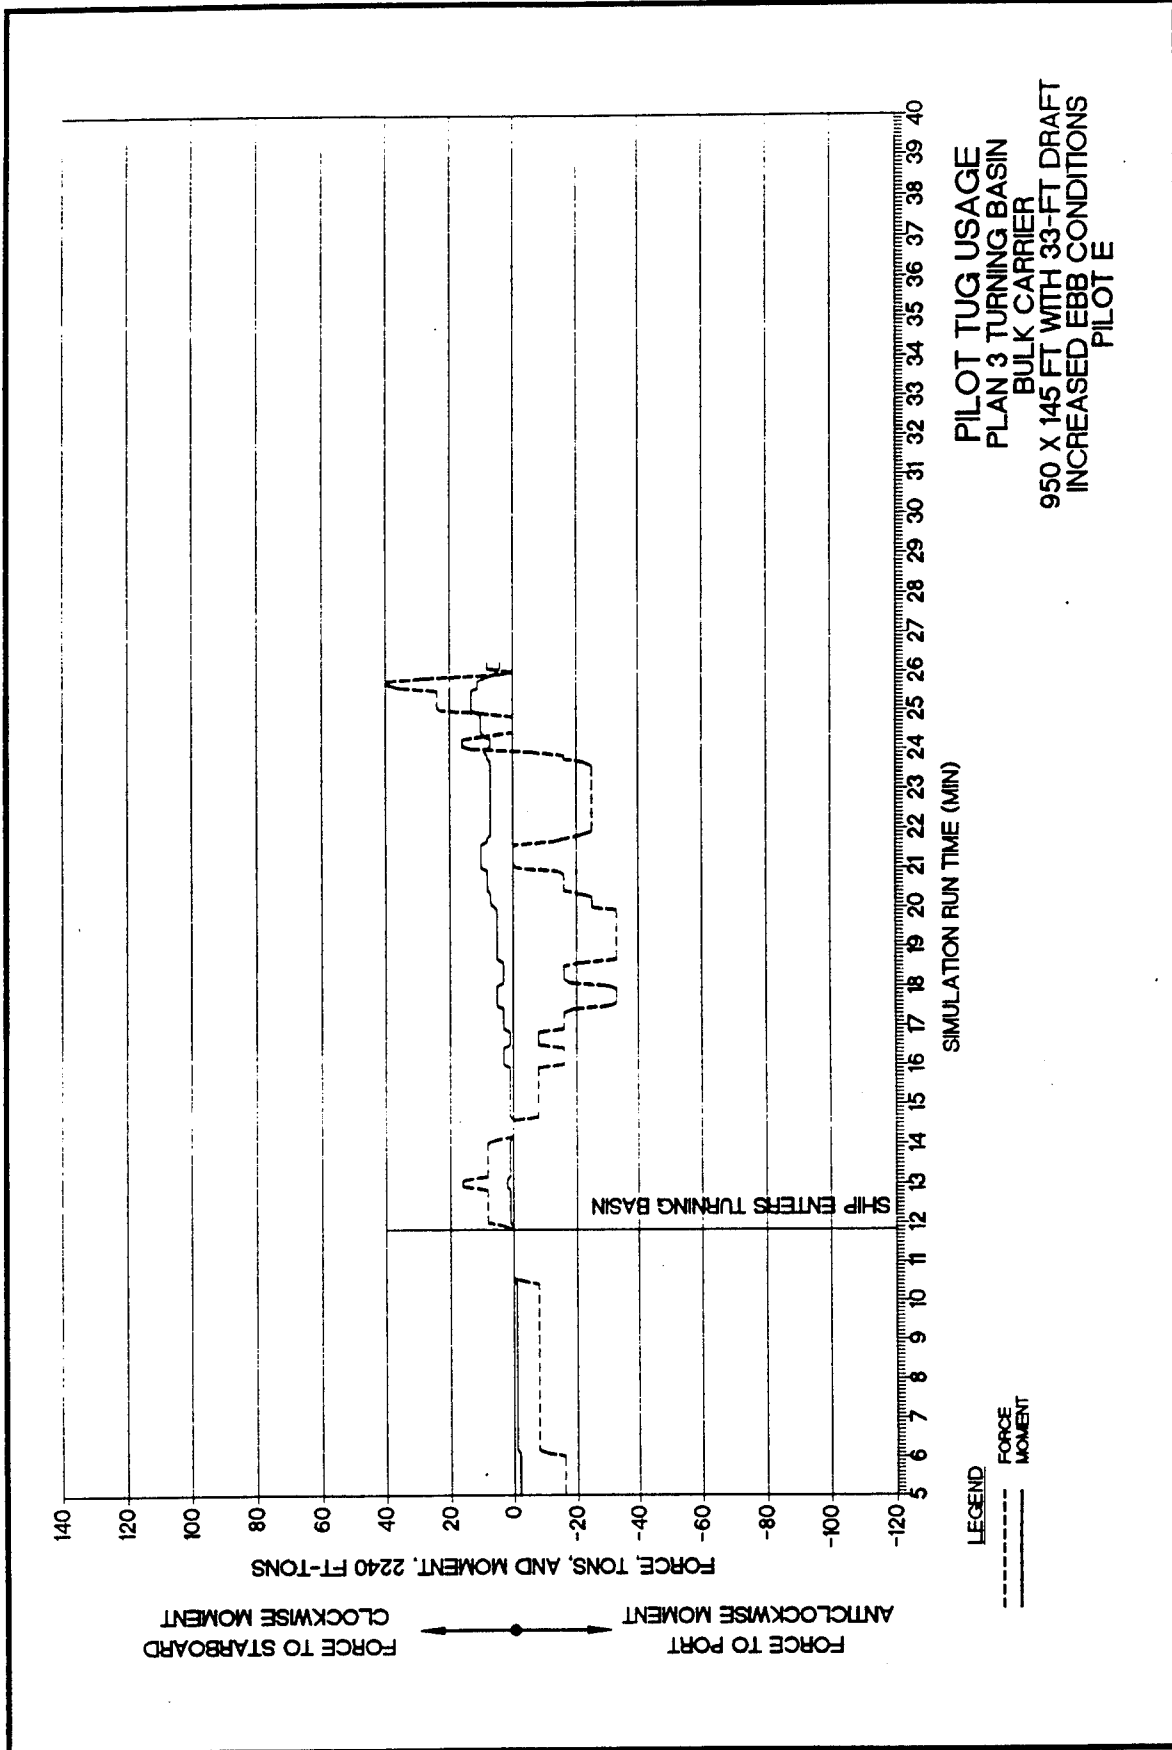 140
120
100
80
60
40
20
0
-20
-40
-60
-80
-100
-120
FORCE, TONS, AND MOMENT, 2240 FT-TONS
FORCE TO STARBOARD
CLOCKWISE MOMENT
FORCE TO PORT
ANTICLOCKWISE MOMENT
SHIP ENTERS TURNING BASIN
5 6 7 8 9 10 11 12 13 14 15 16 17 18 19 20 21 22 23 24 25 26 27 28 29 30 31 32 33 34 35 36 37 38 39 40
SIMULATION RUN TIME (MIN)
LEGEND
FORCE
MOMENT
PILOT TUG USAGE
PLAN 3 TURNING BASIN
BULK CARRIER
950 X 145 FT WITH 33-FT DRAFT
INCREASED EBB CONDITIONS
PILOT E